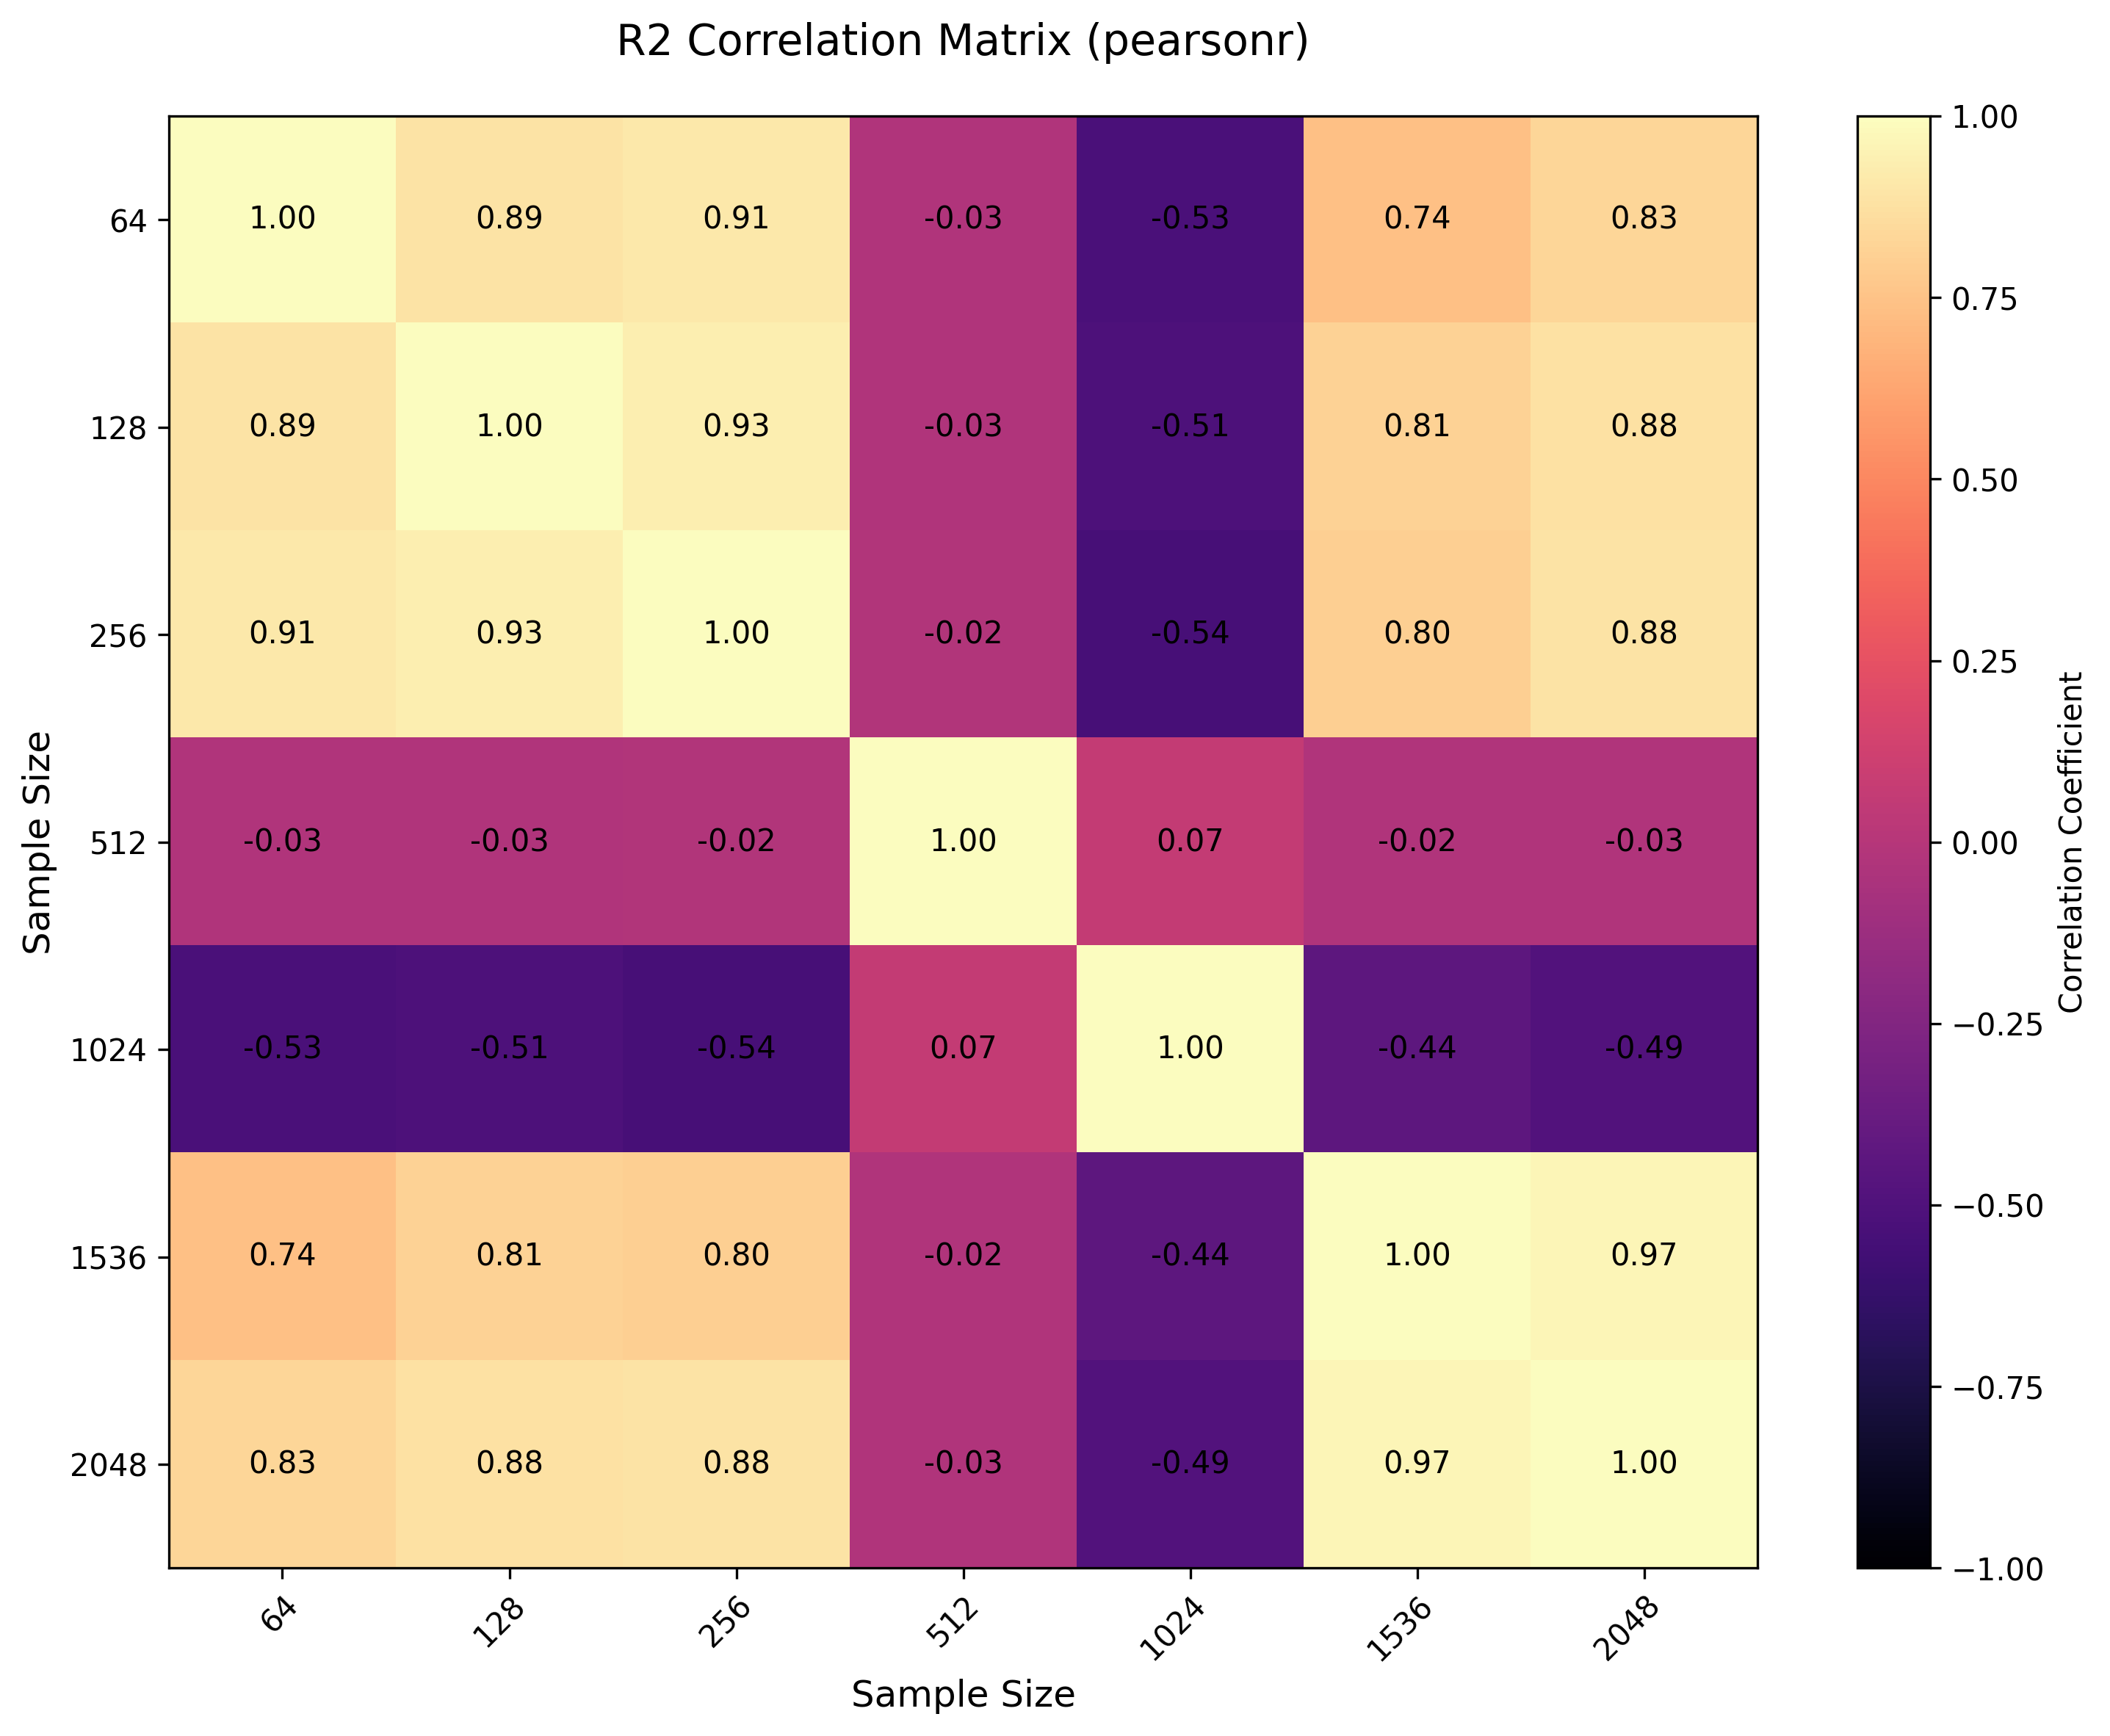 R2 Correlation Matrix (pearsonr)
1.00
64 1.00 0.89 0.91 -0.03 -0.53 0.74 0.83
0.75
128 0.89 1.00 0.93 -0.03 -0.51 0.81 0.88
0.50
256 0.91 0.93 1.00 -0.02 -0.54 0.80 0.88
0.25
512 -0.03 -0.03 -0.02 1.00 0.07 -0.02 -0.03
0.00
1024 -0.53 -0.51 -0.54 0.07 1.00 -0.44 -0.49
−0.25
−0.50
1536 0.74 0.81 0.80 -0.02 -0.44 1.00 0.97
−0.75
2048 0.83 0.88 0.88 -0.03 -0.49 0.97 1.00
−1.00
64 128 256 512 1024 1536 2048
Sample Size
Sample Size
Correlation Coefficient